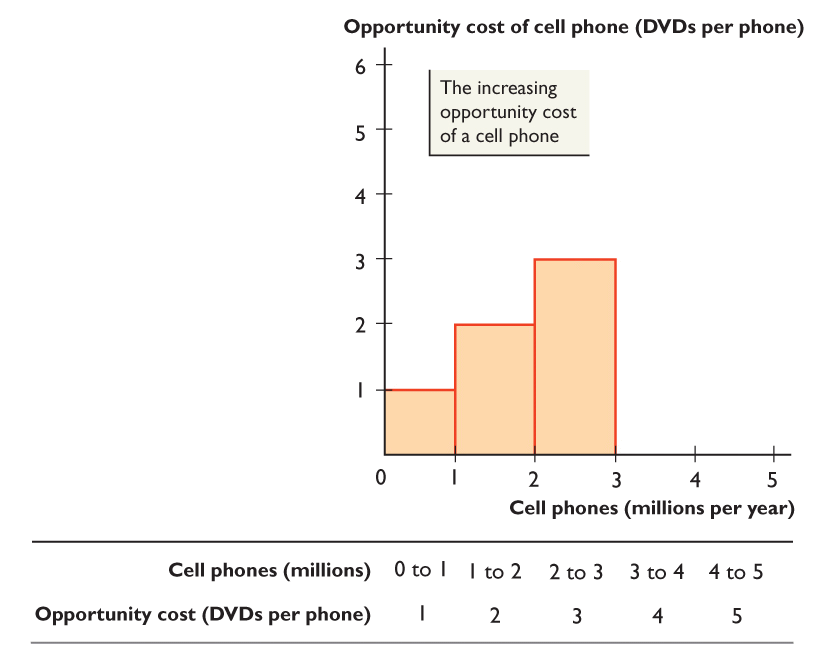 Opportunity cost of cell phone (DVDs per phone)
6
The increasing
opportunity cost
of a cell phone
5
4
3
2
1
0 1 2 3 4 5
Cell phones (millions per year)
Cell phones (millions) 0 to 1 1 to 2 2 to 3 3 to 4 4 to 5
Opportunity cost (DVDs per phone) 1 2 3 4 5